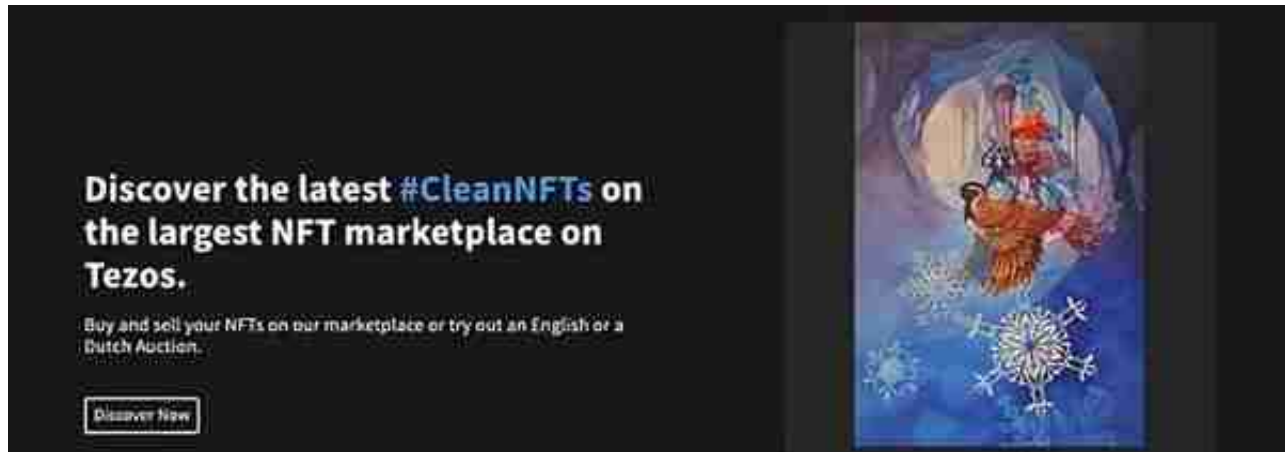 Discover the latest #CleanNFTs on
the largest NFT marketplace on
Tezos.
Buy and sell your NFTs on our marketplace or try out an English or a
Dutch Auction.
Discover Now